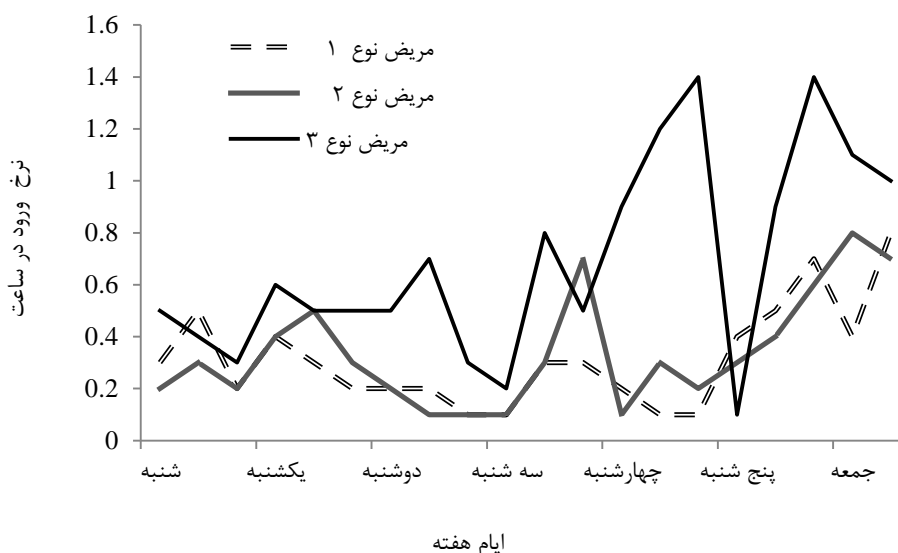 1.6
1.4
1.2
1
0.8
0.6
0.4
0.2
0
نرخ ورود در ساعت
مریض نوع ۱
مریض نوع ۲
مریض نوع ۳
شنبه
یکشنبه
دوشنبه
سه شنبه
چهارشنبه
پنج شنبه
جمعه
ایام هفته